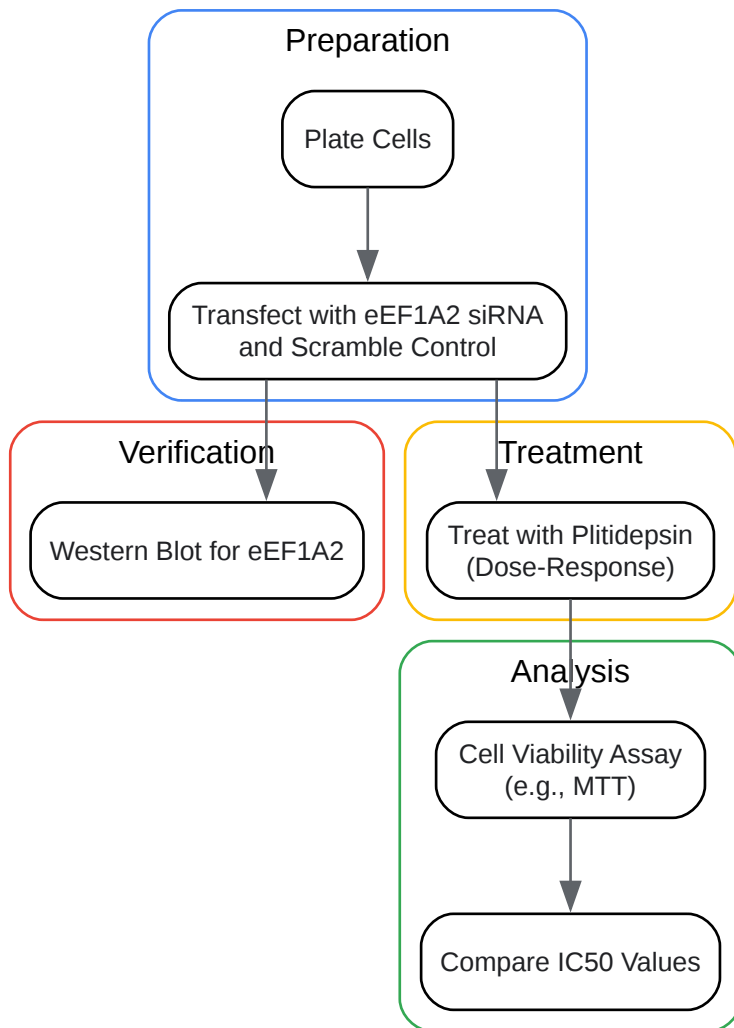 Preparation
Plate Cells
Transfect with eEF1A2 siRNA
and Scramble Control
Verification
Western Blot for eEF1A2
Treatment
Treat with Plitidepsin
(Dose-Response)
Analysis
Cell Viability Assay
(e.g., MTT)
Compare IC50 Values